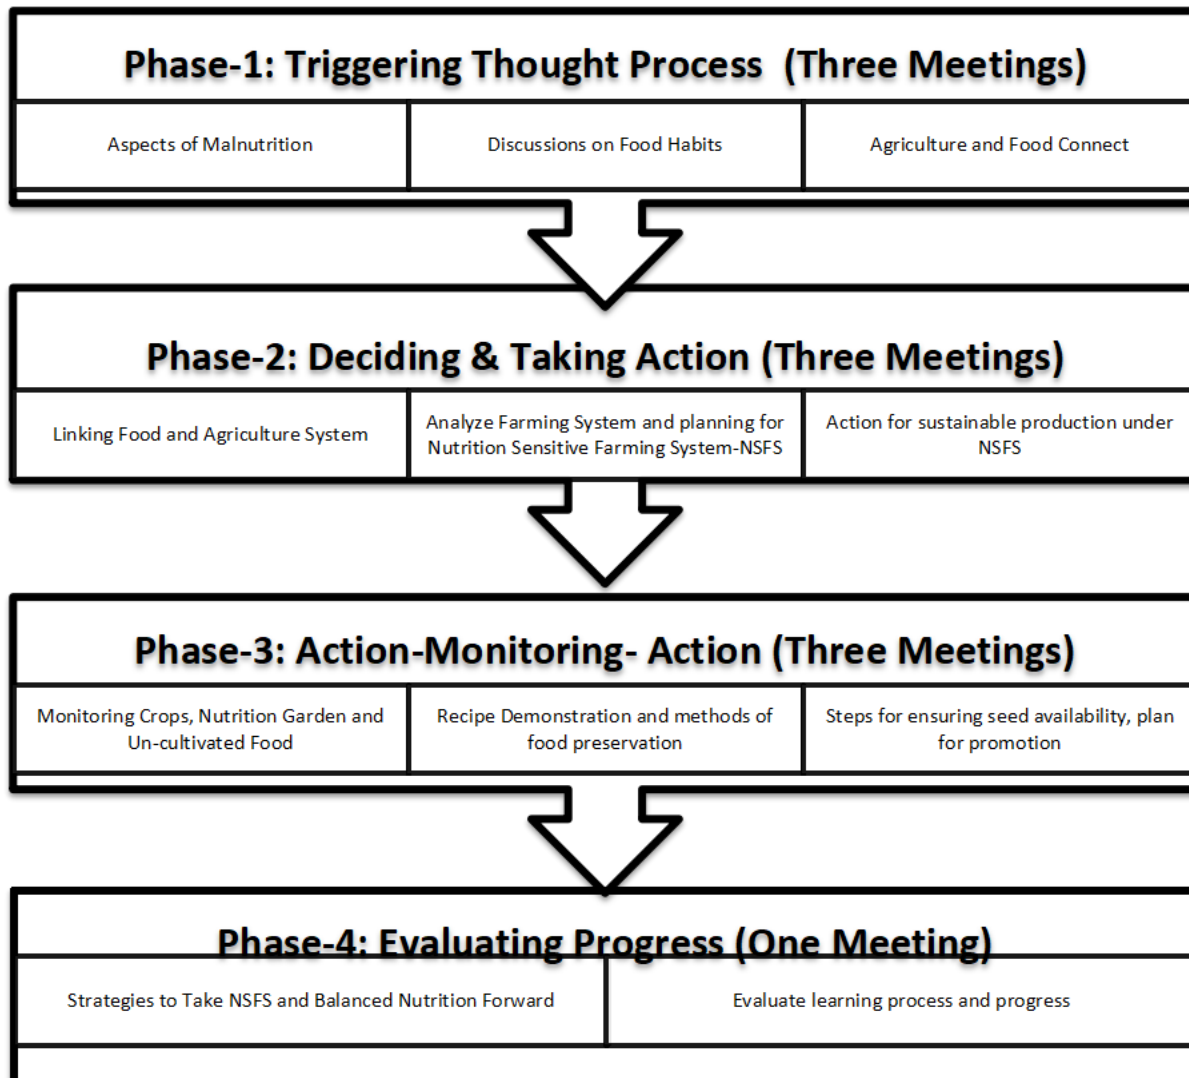 Phase-1: Triggering Thought Process  (Three Meetings)
Aspects of Malnutrition
Discussions on Food Habits
Agriculture and Food Connect
Phase-2: Deciding & Taking Action (Three Meetings)
Linking Food and Agriculture System
Analyze Farming System and planning for
Nutrition Sensitive Farming System-NSFS
Action for sustainable production under
NSFS
Phase-3: Action-Monitoring- Action (Three Meetings)
Monitoring Crops, Nutrition Garden and
Un-cultivated Food
Recipe Demonstration and methods of
food preservation
Steps for ensuring seed availability, plan
for promotion
Phase-4: Evaluating Progress (One Meeting)
Strategies to Take NSFS and Balanced Nutrition Forward
Evaluate learning process and progress